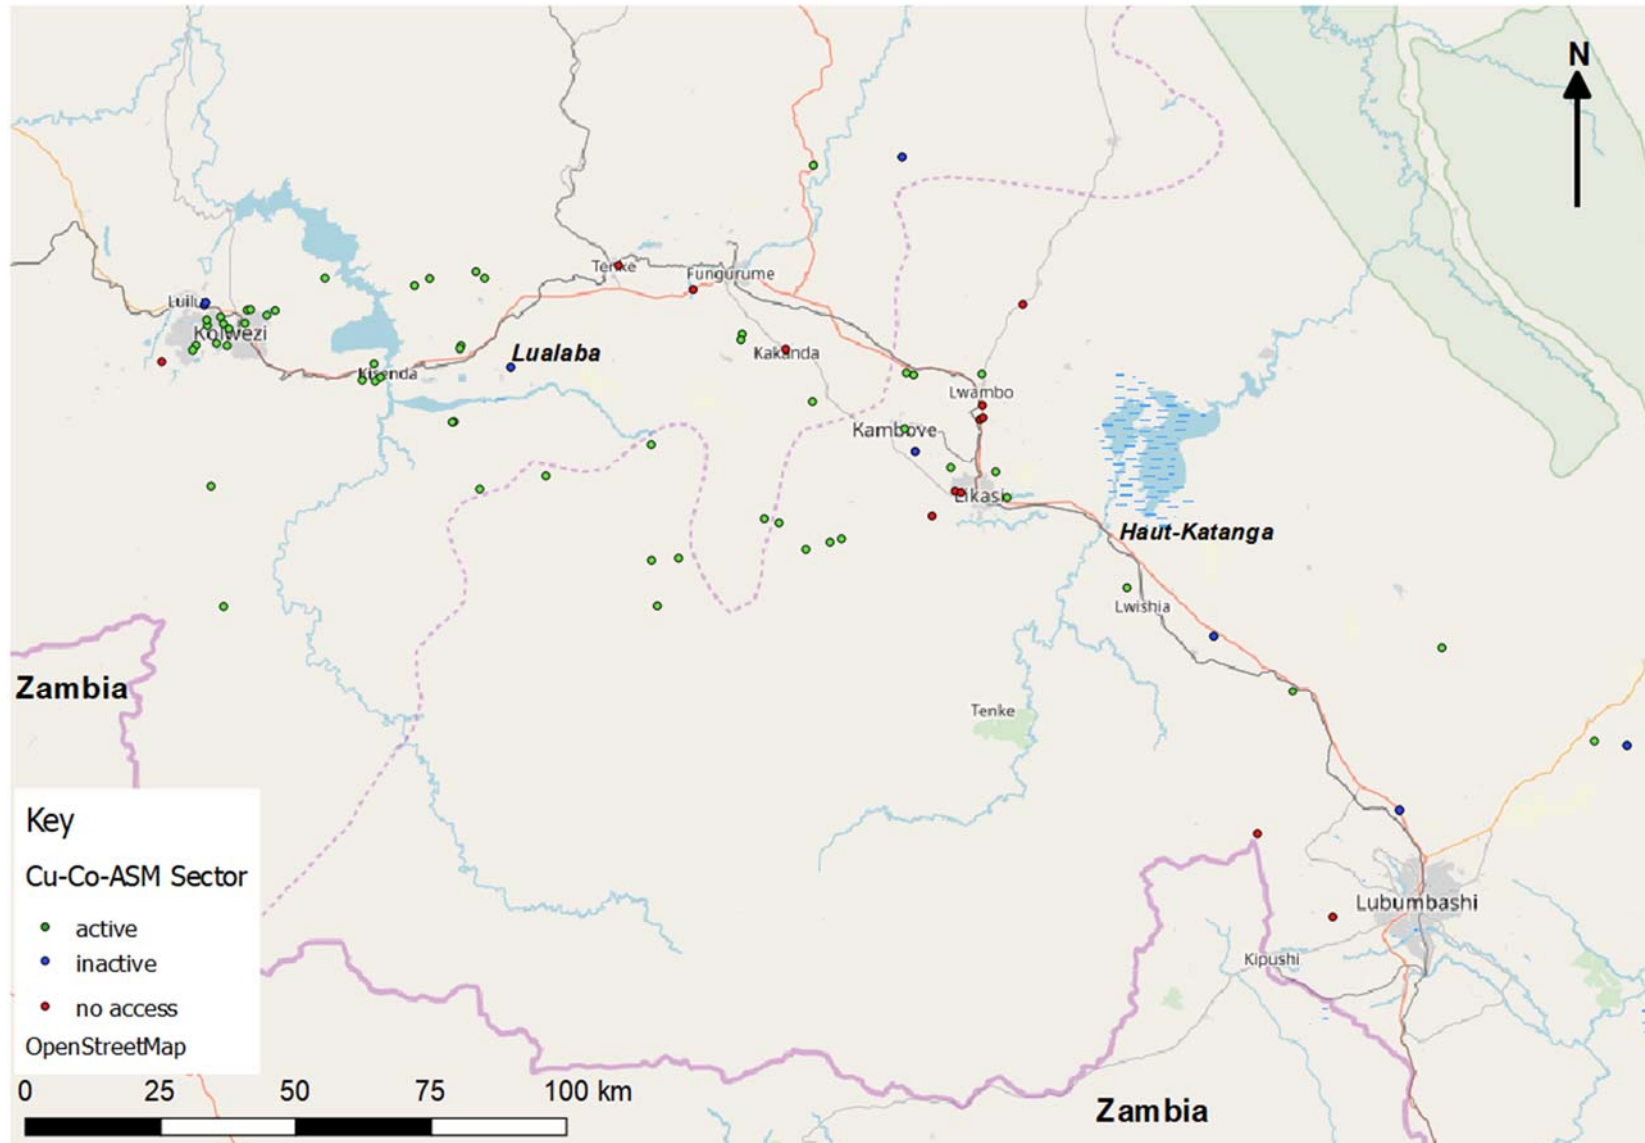 N
Tenke
Fungurume
Luilu
Kolwezi
Lualaba
Kakanda
Kisenda
Lwambo
Kambove
Likasi
Haut-Katanga
Lwishia
Zambia
Tenke
Key
Cu-Co-ASM Sector
active
inactive
no access
OpenStreetMap
Lubumbashi
Kipushi
0 25 50 75 100 km
Zambia